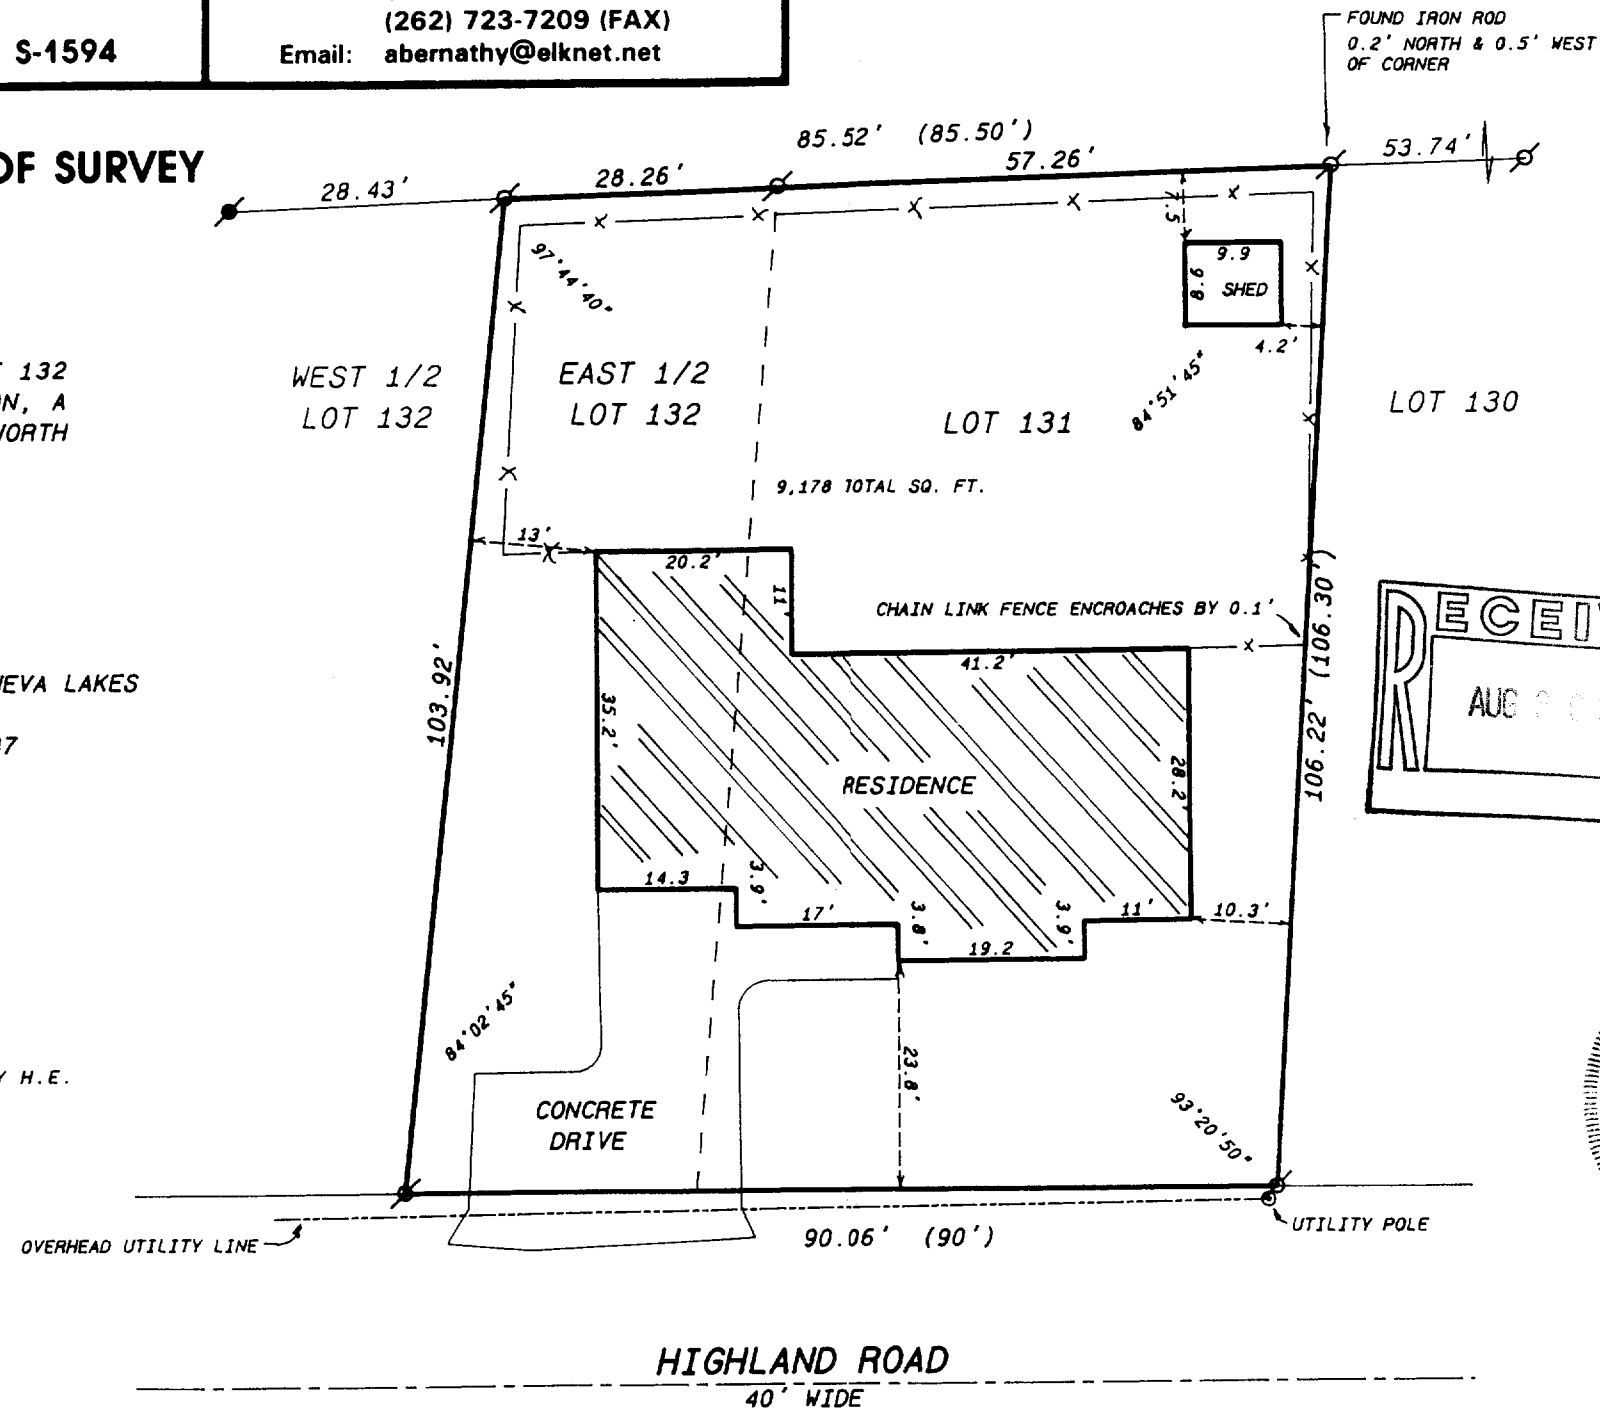 (262) 723-7209 (FAX)
S-1594
Email: abernathy@elknet.net
FOUND IRON ROD
0.2' NORTH & 0.5' WEST
OF CORNER
OF SURVEY
85.52' (85.50')
28.43'
28.26'
57.26'
53.74'
7.5
97°44'40"
9.9
9.8
SHED
4.2'
84°51'45"
132
N, A
NORTH
WEST 1/2
LOT 132
EAST 1/2
LOT 132
LOT 131
LOT 130
9,178 TOTAL SQ. FT.
13'
20.2'
11'
CHAIN LINK FENCE ENCROACHES BY 0.1'
41.2'
106.22' (106.30')
RECEI
AUG
NEVA LAKES
103.92'
35.2'
RESIDENCE
28.2'
14.3
3.9'
17'
3.8'
19.2
3.9'
11'
10.3'
84°02'45"
23.8'
H.E.
CONCRETE
DRIVE
93°20'50"
OVERHEAD UTILITY LINE
90.06' (90')
UTILITY POLE
HIGHLAND ROAD
40' WIDE